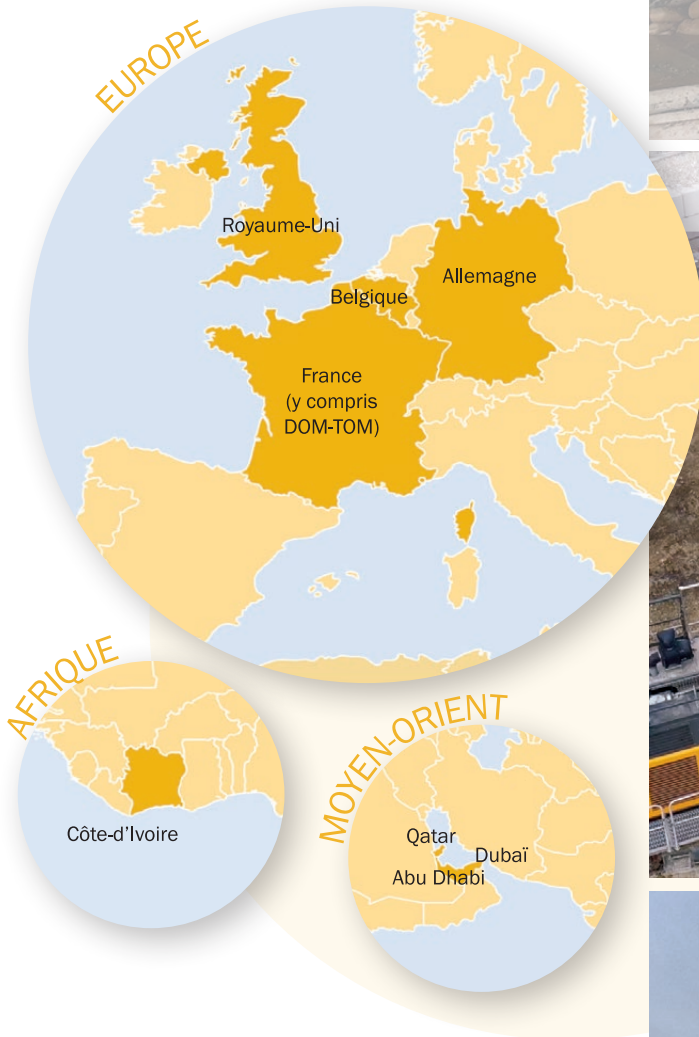 EUROPE
Royaume-Uni
Belgique
Allemagne
France
(y compris
DOM-TOM)
AFRIQUE
Côte-d'Ivoire
MOYEN-ORIENT
Qatar
Dubaï
Abu Dhabi